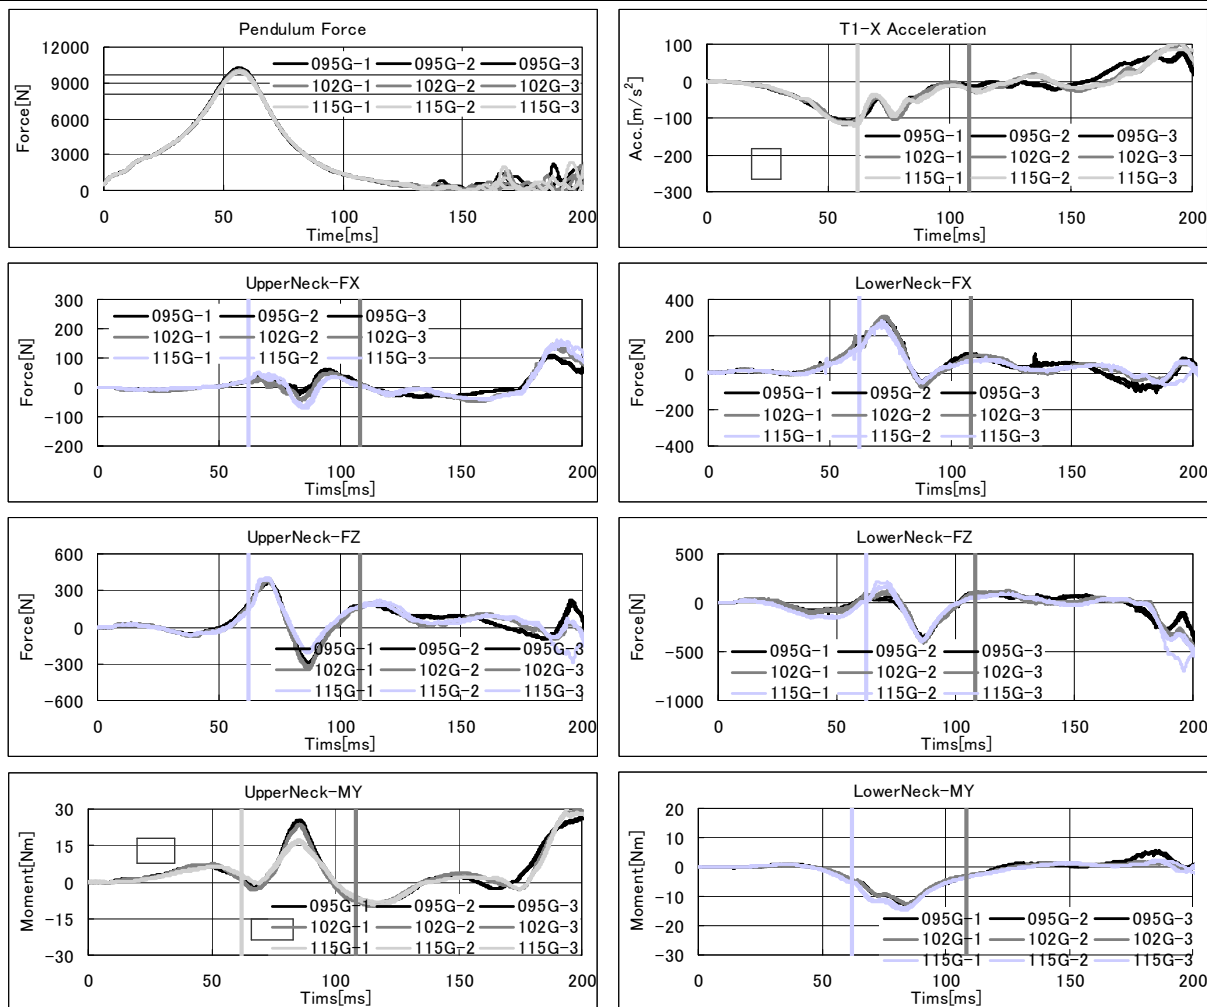 Pendulum Force
12000
9000
6000
3000
0
Force[N]
095G-1 095G-2 095G-3
102G-1 102G-2 102G-3
115G-1 115G-2 115G-3
0 50 100 150 200
Time[ms]
T1-X Acceleration
100
0
-100
-200
-300
Acc.[m/s²]
095G-1 095G-2 095G-3
102G-1 102G-2 102G-3
115G-1 115G-2 115G-3
0 50 100 150 200
Time[ms]
UpperNeck-FX
300
200
100
0
-100
-200
Force[N]
095G-1 095G-2 095G-3
102G-1 102G-2 102G-3
115G-1 115G-2 115G-3
0 50 100 150 200
Tims[ms]
LowerNeck-FX
400
200
0
-200
-400
Force[N]
095G-1 095G-2 095G-3
102G-1 102G-2 102G-3
115G-1 115G-2 115G-3
0 50 100 150 200
Tims[ms]
UpperNeck-FZ
600
300
0
-300
-600
Force[N]
095G-1 095G-2 095G-3
102G-1 102G-2 102G-3
115G-1 115G-2 115G-3
0 50 100 150 200
Tims[ms]
LowerNeck-FZ
500
0
-500
-1000
Force[N]
095G-1 095G-2 095G-3
102G-1 102G-2 102G-3
115G-1 115G-2 115G-3
0 50 100 150 200
Tims[ms]
UpperNeck-MY
30
15
0
-15
-30
Moment[Nm]
095G-1 095G-2 095G-3
102G-1 102G-2 102G-3
115G-1 115G-2 115G-3
0 50 100 150 200
Tims[ms]
LowerNeck-MY
20
10
0
-10
-20
-30
Moment[Nm]
095G-1 095G-2 095G-3
102G-1 102G-2 102G-3
115G-1 115G-2 115G-3
0 50 100 150 200
Tims[ms]